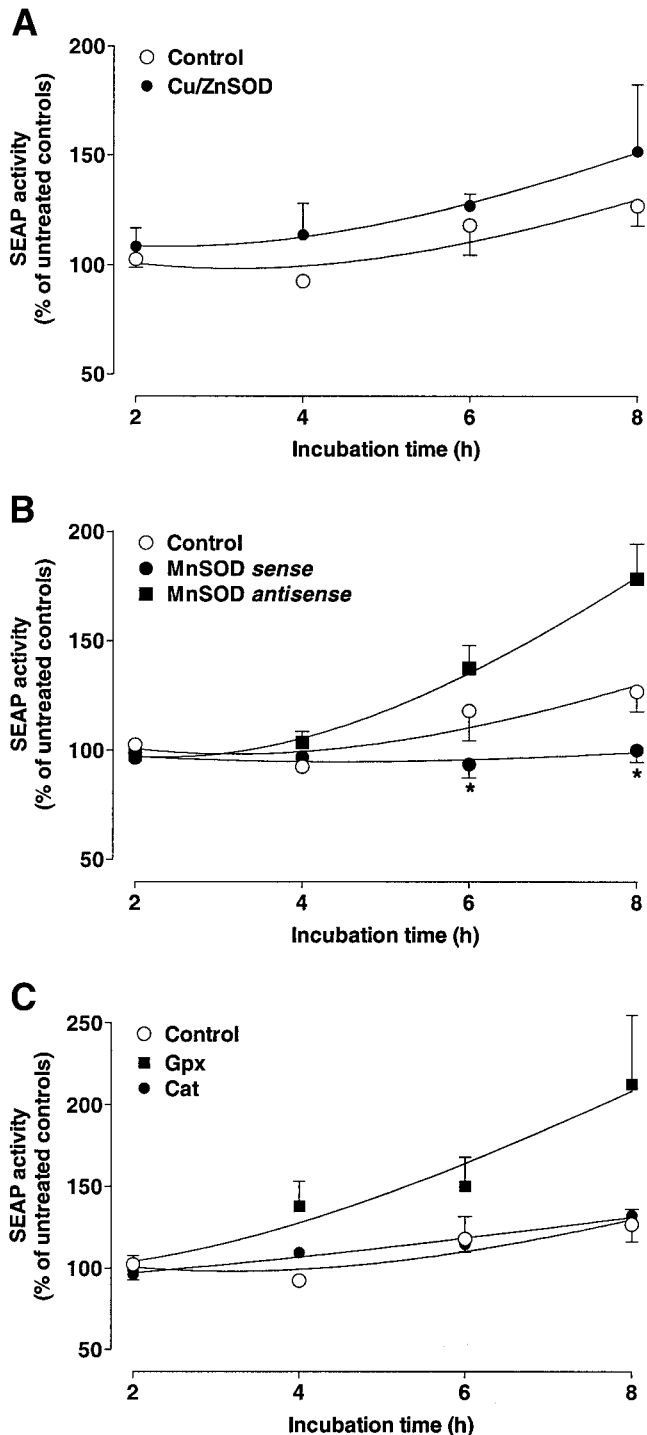 A
SEAP activity
(% of untreated controls)
200
150
100
50
Control
Cu/ZnSOD
2 4 6 8
Incubation time (h)
B
SEAP activity
(% of untreated controls)
200
150
100
50
Control
MnSOD sense
MnSOD antisense
*
*
2 4 6 8
Incubation time (h)
C
SEAP activity
(% of untreated controls)
250
200
150
100
50
Control
Gpx
Cat
2 4 6 8
Incubation time (h)